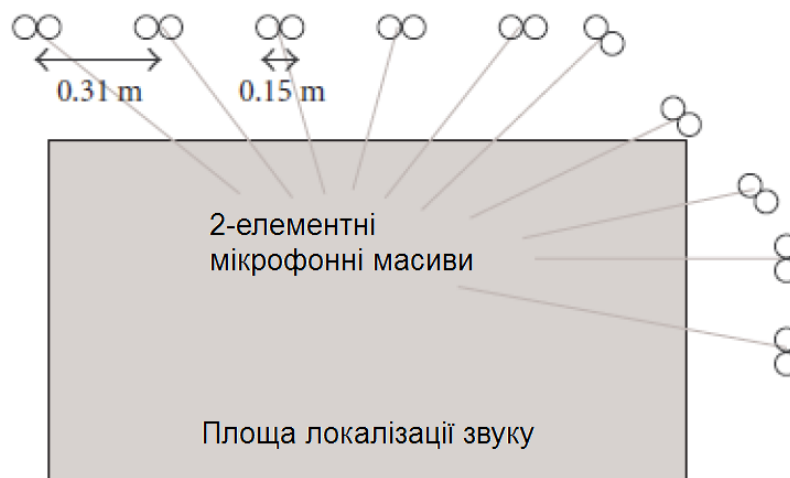 0.31 m
0.15 m
2-елементні
мікрофонні масиви
Площа локалізації звуку